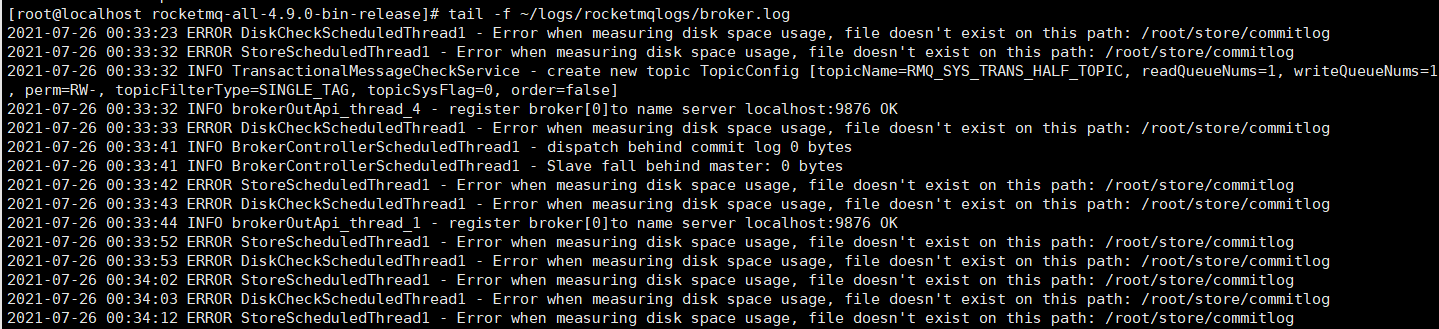 [root@localhost rocketmq-all-4.9.0-bin-release]# tail -f ~/logs/rocketmqlogs/broker.log
2021-07-26 00:33:23 ERROR DiskCheckScheduledThread1 - Error when measuring disk space usage, file doesn't exist on this path: /root/store/commitlog
2021-07-26 00:33:32 ERROR StoreScheduledThread1 - Error when measuring disk space usage, file doesn't exist on this path: /root/store/commitlog
2021-07-26 00:33:32 INFO TransactionalMessageCheckService - create new topic TopicConfig [topicName=RMQ_SYS_TRANS_HALF_TOPIC, readQueueNums=1, writeQueueNums=1
, perm=RW-, topicFilterType=SINGLE_TAG, topicSysFlag=0, order=false]
2021-07-26 00:33:32 INFO brokerOutApi_thread_4 - register broker[0]to name server localhost:9876 OK
2021-07-26 00:33:33 ERROR DiskCheckScheduledThread1 - Error when measuring disk space usage, file doesn't exist on this path: /root/store/commitlog
2021-07-26 00:33:41 INFO BrokerControllerScheduledThread1 - dispatch behind commit log 0 bytes
2021-07-26 00:33:41 INFO BrokerControllerScheduledThread1 - Slave fall behind master: 0 bytes
2021-07-26 00:33:42 ERROR StoreScheduledThread1 - Error when measuring disk space usage, file doesn't exist on this path: /root/store/commitlog
2021-07-26 00:33:43 ERROR DiskCheckScheduledThread1 - Error when measuring disk space usage, file doesn't exist on this path: /root/store/commitlog
2021-07-26 00:33:44 INFO brokerOutApi_thread_1 - register broker[0]to name server localhost:9876 OK
2021-07-26 00:33:52 ERROR StoreScheduledThread1 - Error when measuring disk space usage, file doesn't exist on this path: /root/store/commitlog
2021-07-26 00:33:53 ERROR DiskCheckScheduledThread1 - Error when measuring disk space usage, file doesn't exist on this path: /root/store/commitlog
2021-07-26 00:34:02 ERROR StoreScheduledThread1 - Error when measuring disk space usage, file doesn't exist on this path: /root/store/commitlog
2021-07-26 00:34:03 ERROR DiskCheckScheduledThread1 - Error when measuring disk space usage, file doesn't exist on this path: /root/store/commitlog
2021-07-26 00:34:12 ERROR StoreScheduledThread1 - Error when measuring disk space usage, file doesn't exist on this path: /root/store/commitlog